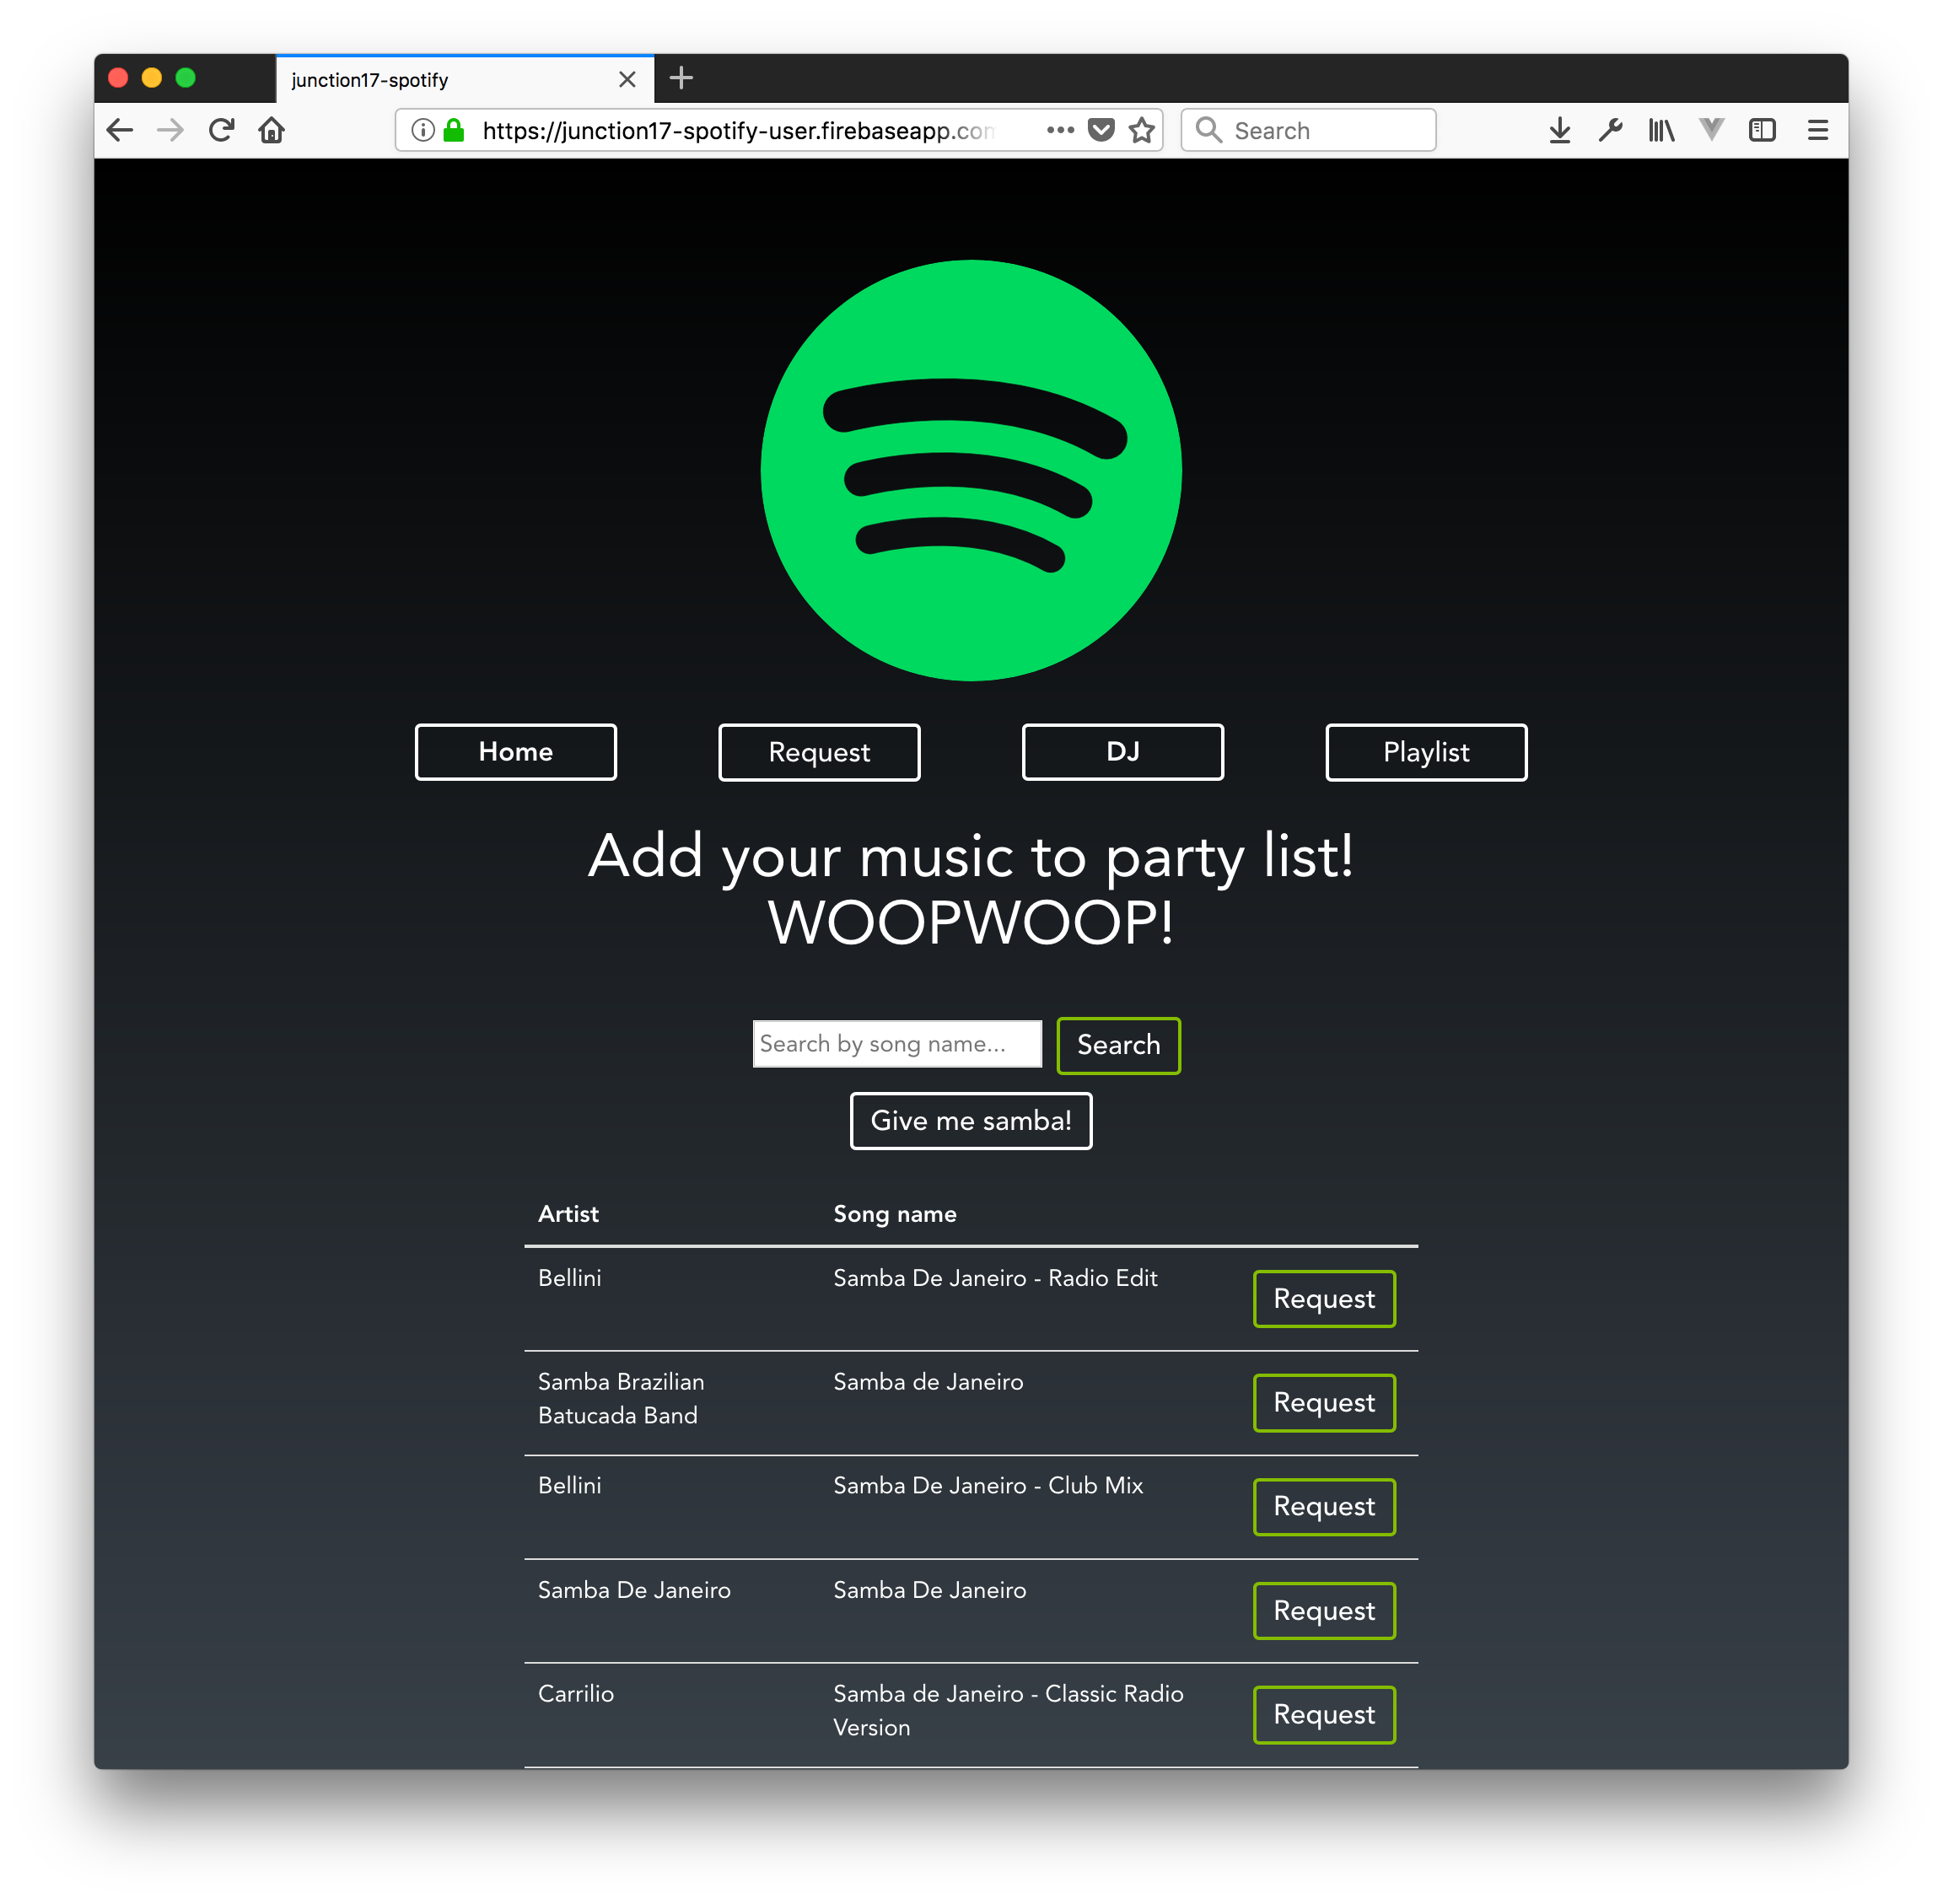 junction17-spotify
https://junction17-spotify-user.firebaseapp.com
Search
Home
Request
DJ
Playlist
Add your music to party list!
WOOPWOOP!
Search by song name...
Search
Give me samba!
Artist Song name
Bellini Samba De Janeiro - Radio Edit Request
Samba Brazilian Samba de Janeiro Request
Batucada Band
Bellini Samba De Janeiro - Club Mix Request
Samba De Janeiro Samba De Janeiro Request
Carrilio Samba de Janeiro - Classic Radio Request
Version